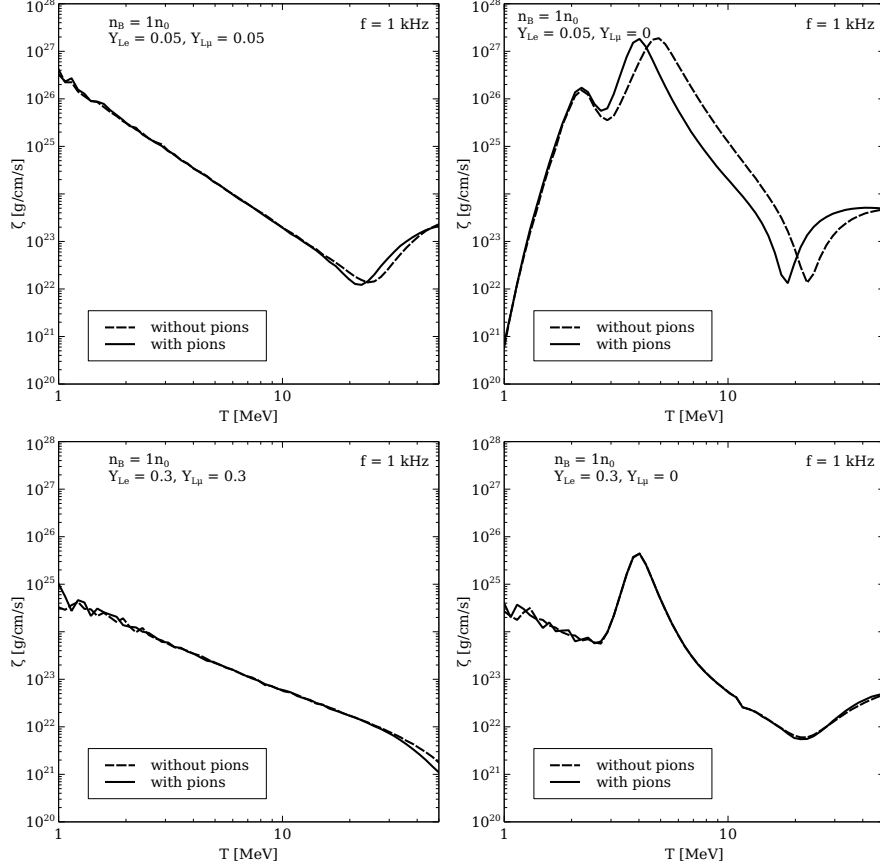 n_B = 1n_0
Y_Le = 0.05, Y_Lμ = 0.05
f = 1 kHz
10^28
10^27
10^26
10^25
10^23
10^22
10^21
10^20
ζ [g/cm/s]
without pions
with pions
1
10
T [MeV]
n_B = 1n_0
Y_Le = 0.05, Y_Lμ = 0
f = 1 kHz
10^28
10^27
10^26
10^25
10^23
10^22
10^21
10^20
ζ [g/cm/s]
without pions
with pions
1
10
T [MeV]
n_B = 1n_0
Y_Le = 0.3, Y_Lμ = 0.3
f = 1 kHz
10^28
10^27
10^26
10^25
10^23
10^22
10^21
10^20
ζ [g/cm/s]
without pions
with pions
1
10
T [MeV]
n_B = 1n_0
Y_Le = 0.3, Y_Lμ = 0
f = 1 kHz
10^28
10^27
10^26
10^25
10^23
10^22
10^21
10^20
ζ [g/cm/s]
without pions
with pions
1
10
T [MeV]